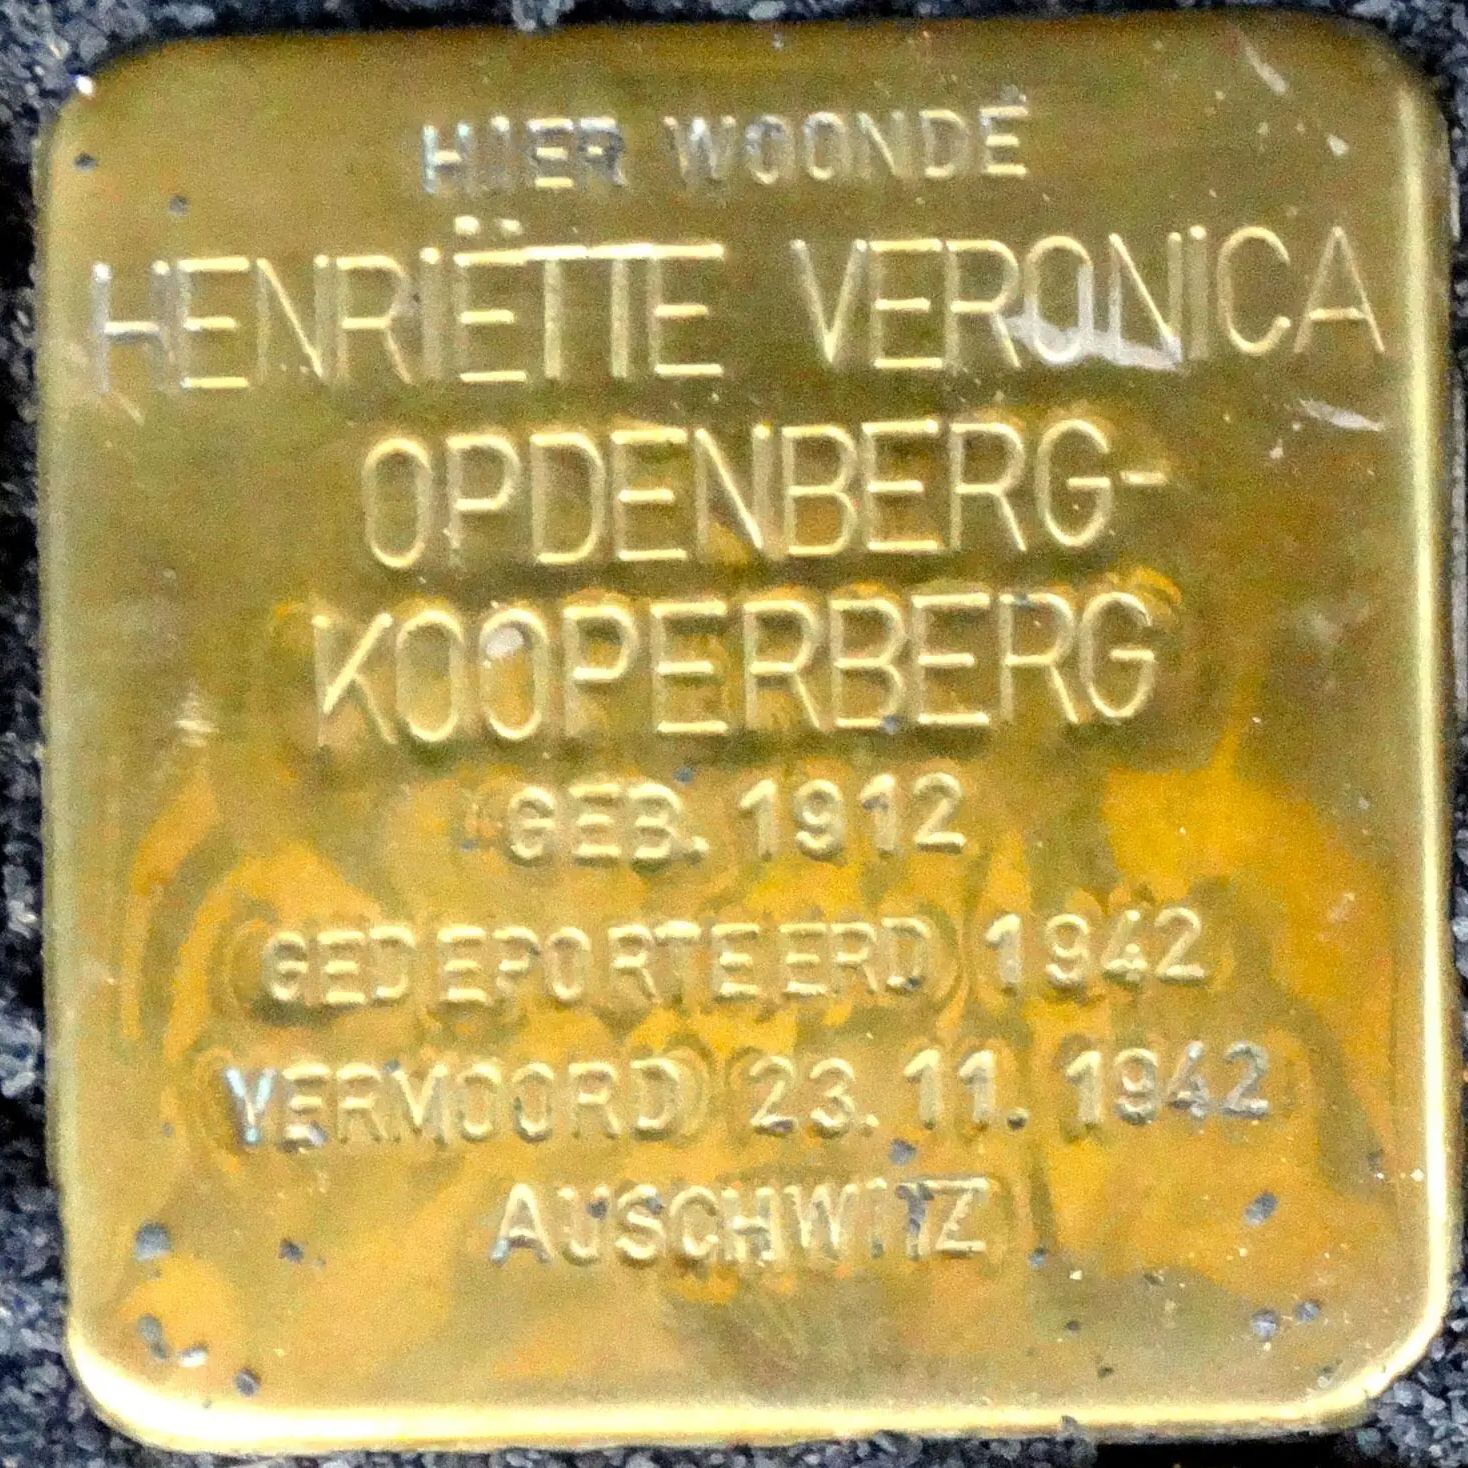 HIER WOONDE
HENRIËTTE VERONICA
OPDENBERG-
KOOPERBERG
GEB. 1912
GEDEPORTEERD 1942
VERMOORD 23.11.1942
AUSCHWITZ